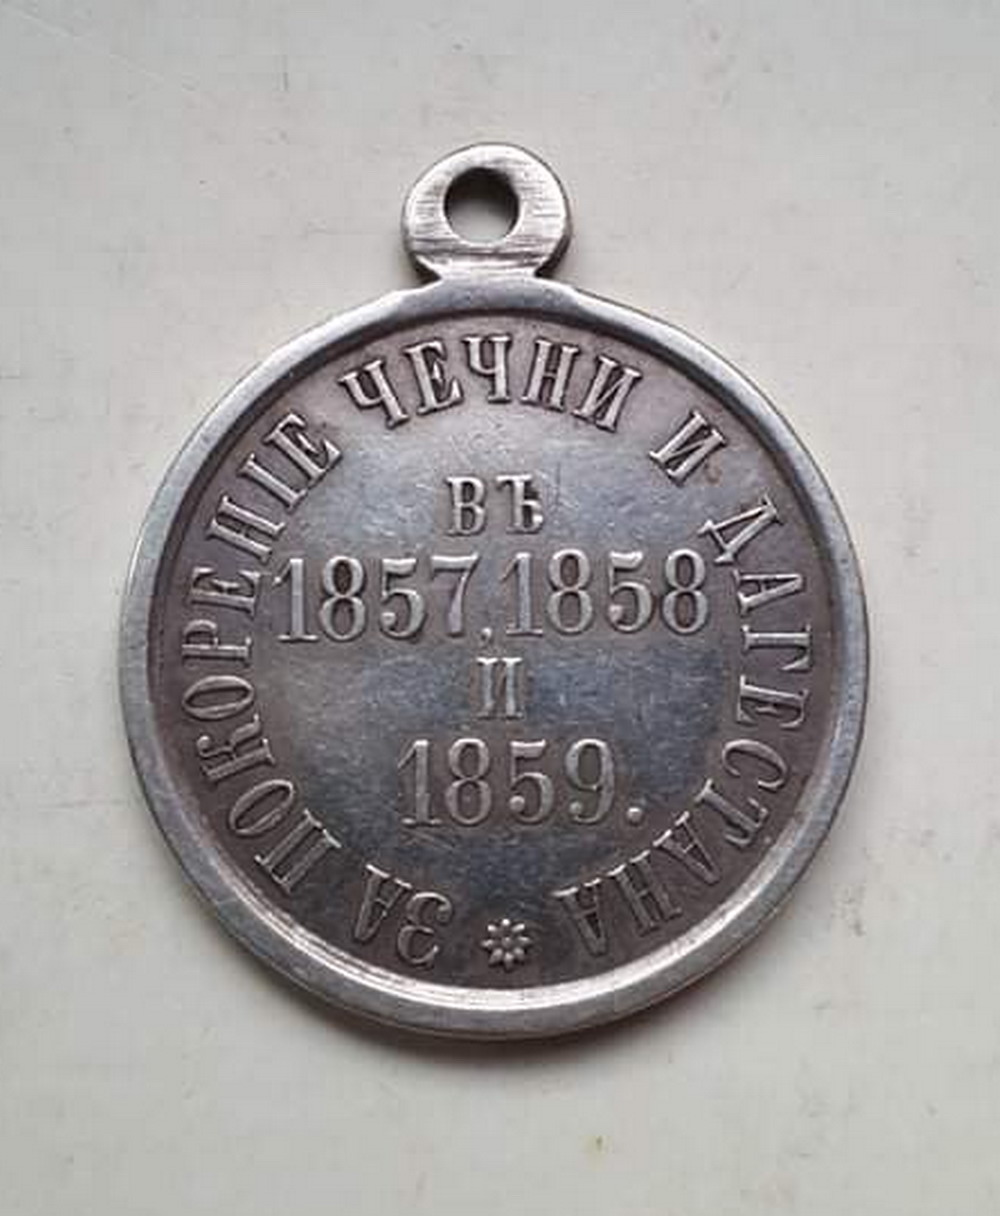 ЗА ПОКОРЕНІЕ ЧЕЧНИ И ДАГЕСТАНА
ВЪ
1857, 1858
И
1859.